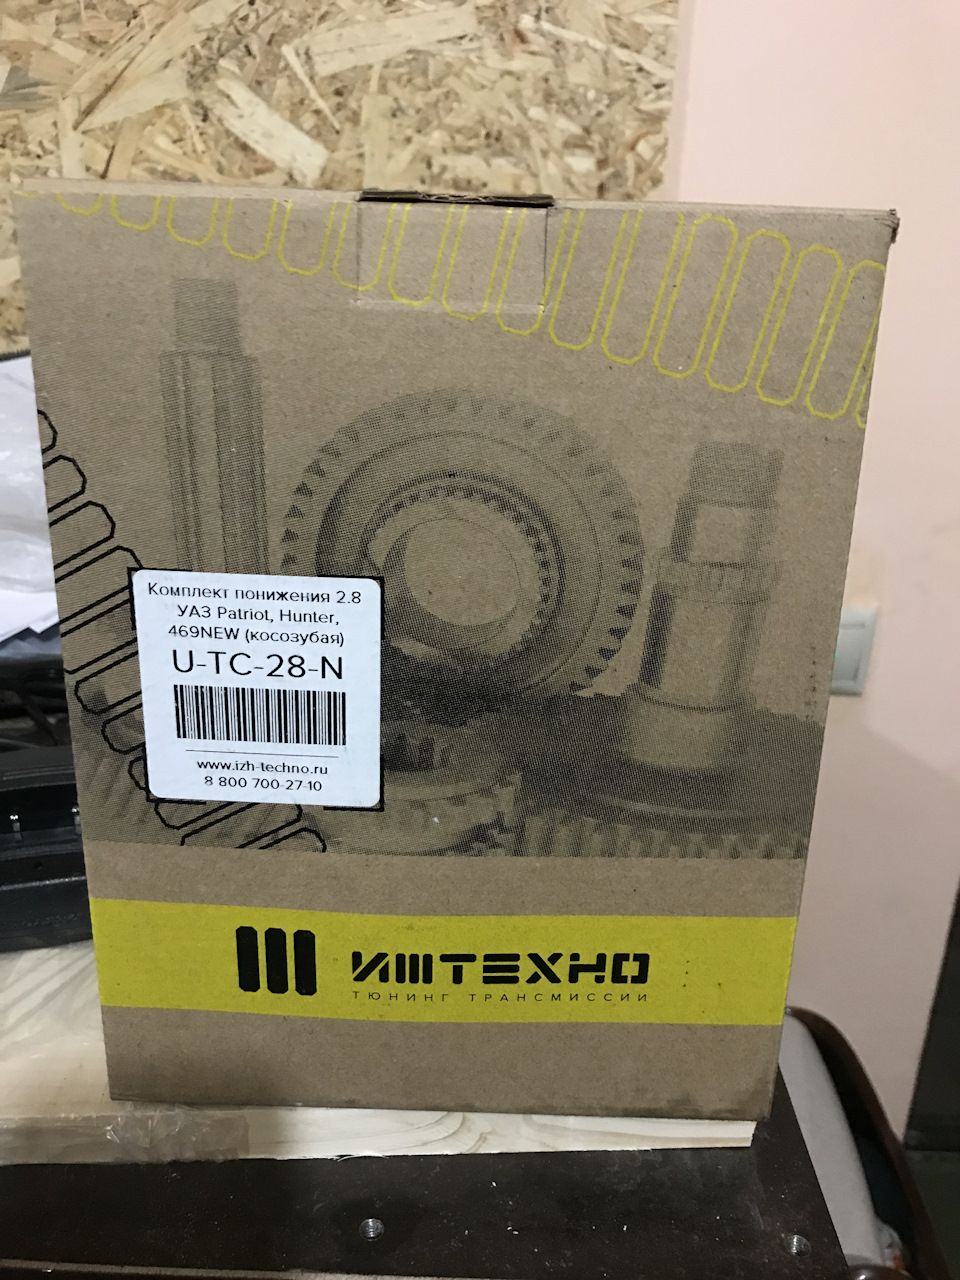 Комплект понижения 2.8
УАЗ Patriot, Hunter,
469NEW (косозубая)
U-TC-28-N
www.izh-techno.ru
8 800 700-27-10
ИЖТЕХНО
ТЮНИНГ ТРАНСМИССИИ